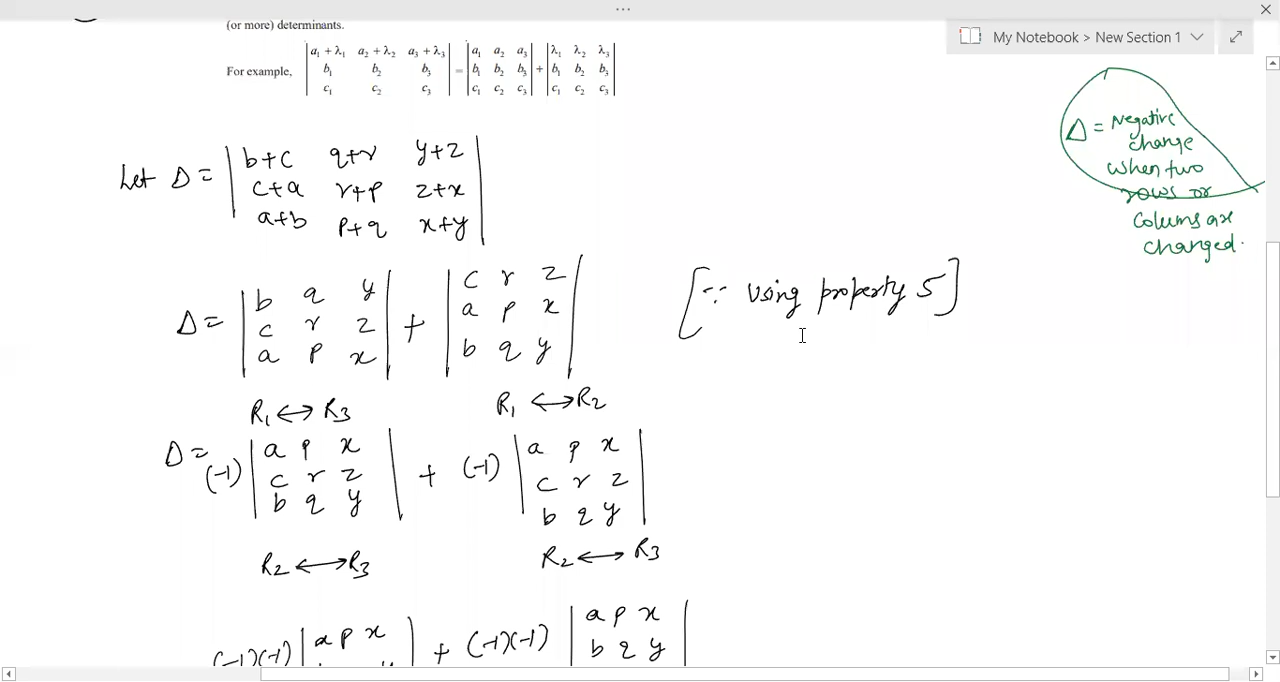 ...
(or more) determinants.
My Notebook > New Section 1
For example, | a₁ + λ₁ a₂ + λ₂ a₃ + λ₃ | = | a₁ a₂ a₃ | + | λ₁ λ₂ λ₃ |
| b₁ b₂ b₃ | | b₁ b₂ b₃ | | b₁ b₂ b₃ |
| c₁ c₂ c₃ | | c₁ c₂ c₃ | | c₁ c₂ c₃ |
Δ = Negative
change
when two
rows or
Colums are
changed.
Let Δ = | b+c q+r y+z |
| c+a r+p z+x |
| a+b p+q x+y |
Δ = | b q y | + | c r z | [∵ using property 5]
| c r z | | a p x |
| a p x | | b q y |
R₁ ↔ R₃ R₁ ↔ R₂
Δ = (-1) | a p x | + (-1) | a p x |
| c r z | | c r z |
| b q y | | b q y |
R₂ ↔ R₃ R₂ ↔ R₃
(-1)(-1) | a p x | + (-1)(-1) | a p x |
| b q y |